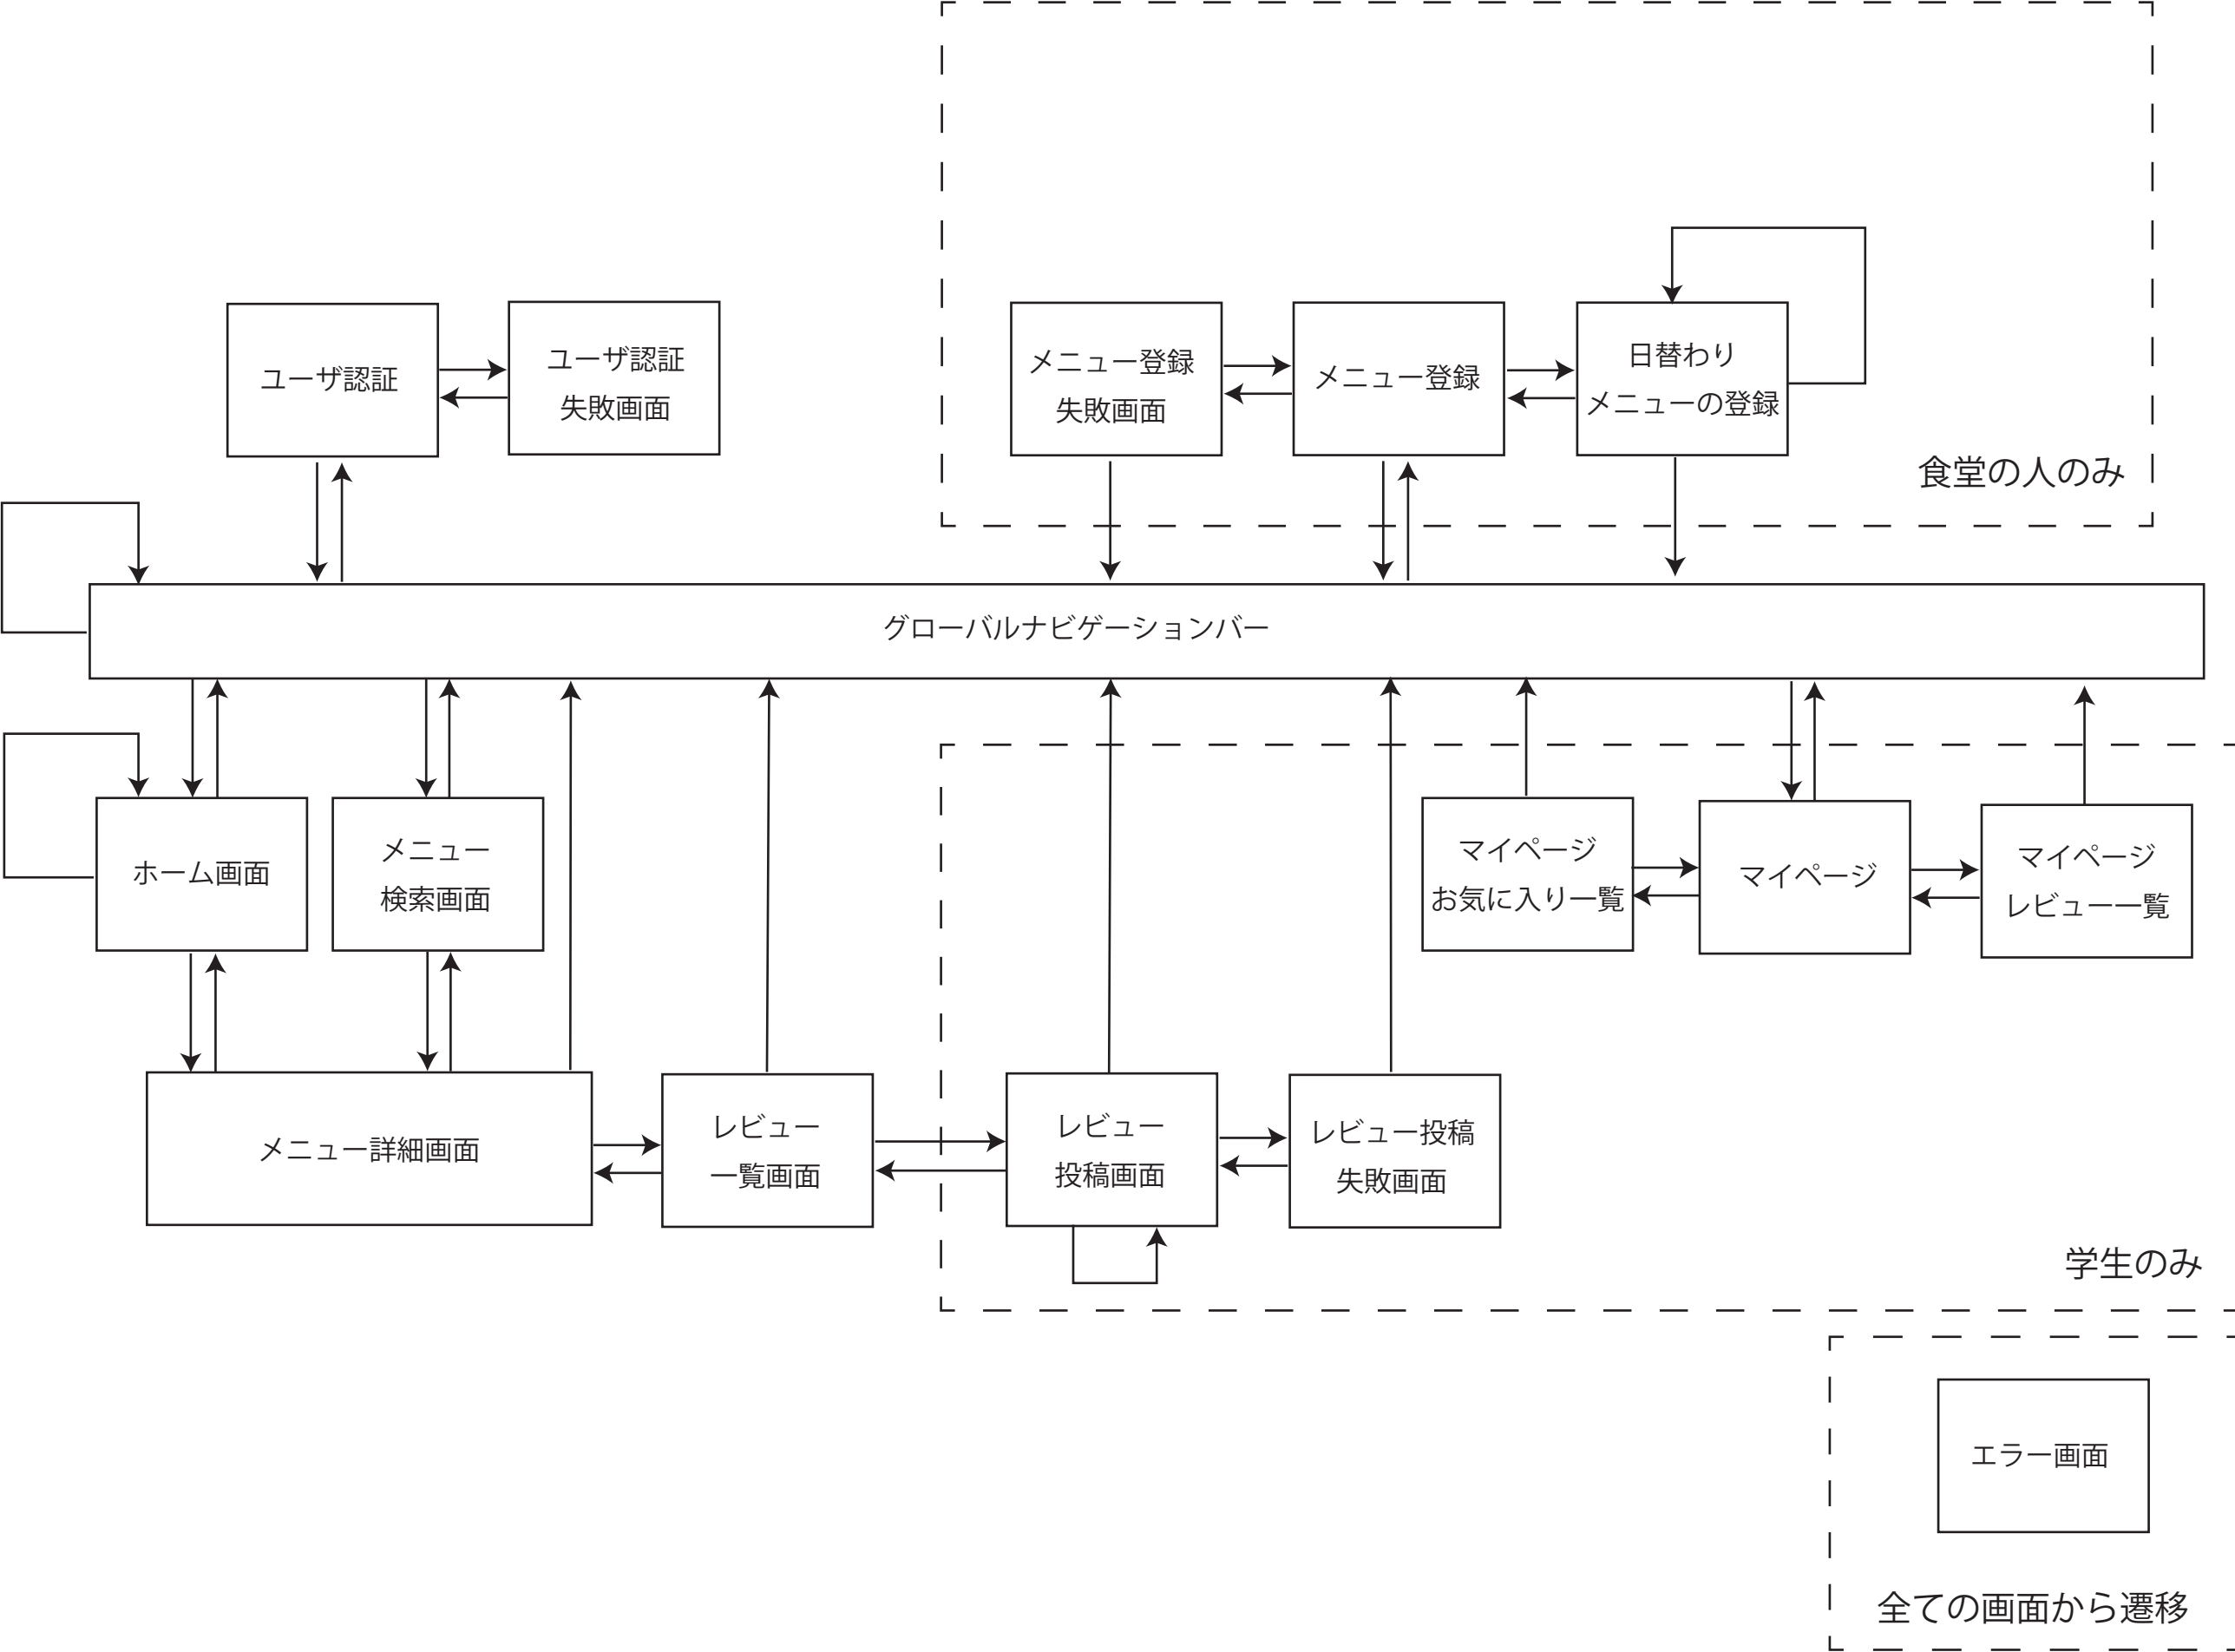 ユーザ認証
ユーザ認証
失敗画面
メニュー登録
失敗画面
メニュー登録
日替わり
メニューの登録
食堂の人のみ
グローバルナビゲーションバー
ホーム画面
メニュー
検索画面
マイページ
お気に入り一覧
マイページ
マイページ
レビュー一覧
メニュー詳細画面
レビュー
一覧画面
レビュー
投稿画面
レビュー投稿
失敗画面
学生のみ
エラー画面
全ての画面から遷移